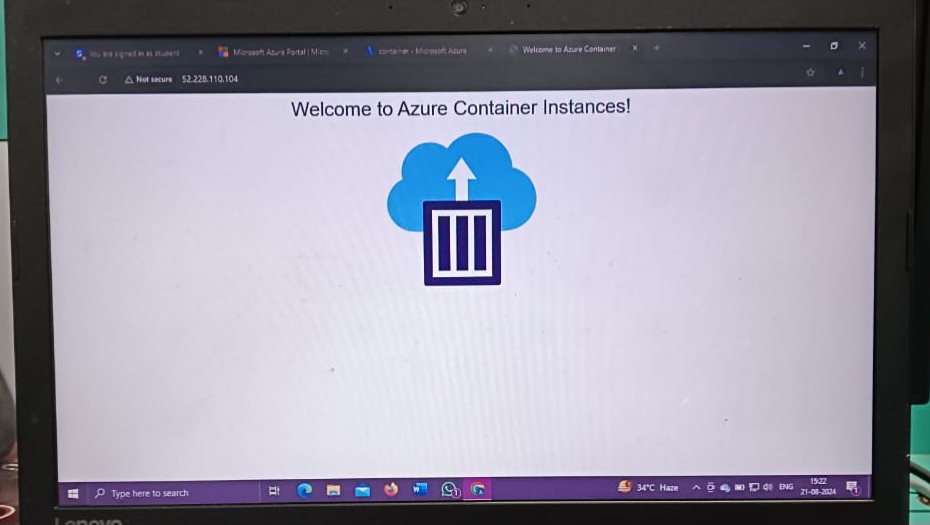 You are signed in as student
Microsoft Azure Portal | Micro
container - Microsoft Azure
Welcome to Azure Container
Not secure 52.228.110.104
Welcome to Azure Container Instances!
Type here to search
34°C Haze
ENG
15:22
21-08-2024
Lenovo